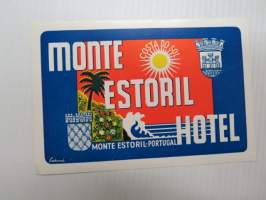 MONTE
COSTA DO SOL
ESTORIL
HOTEL
MONTE ESTORIL-PORTUGAL